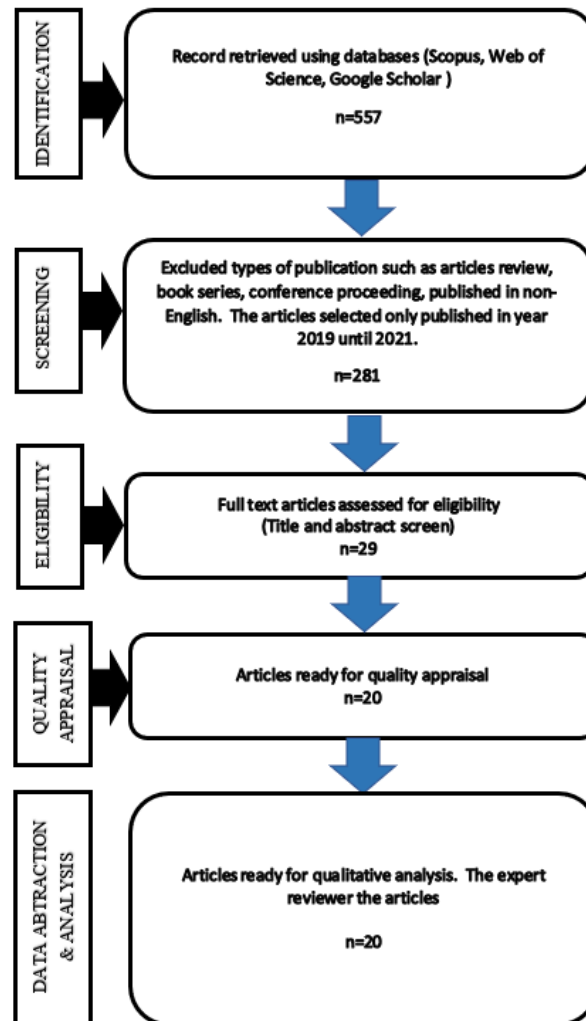 IDENTIFICATION
Record retrieved using databases (Scopus, Web of
Science, Google Scholar )
n=557
SCREENING
Excluded types of publication such as articles review,
book series, conference proceeding, published in non-
English. The articles selected only published in year
2019 until 2021.
n=281
ELIGIBILITY
Full text articles assessed for eligibility
(Title and abstract screen)
n=29
QUALITY
APPRAISAL
Articles ready for quality appraisal
n=20
DATA ABTRACTION
& ANALYSIS
Articles ready for qualitative analysis. The expert
reviewer the articles
n=20